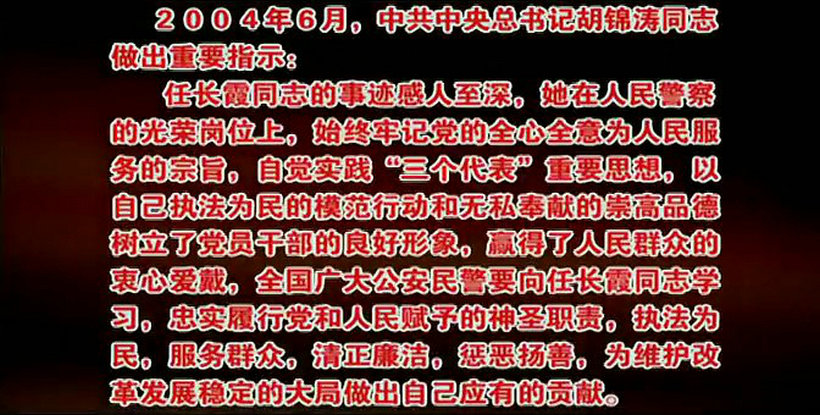 2004年6月，中共中央总书记胡锦涛同志
做出重要指示：
任长霞同志的事迹感人至深，她在人民警察
的光荣岗位上，始终牢记党的全心全意为人民服
务的宗旨，自觉实践“三个代表”重要思想，以
自己执法为民的模范行动和无私奉献的崇高品德
树立了党员干部的良好形象，赢得了人民群众的
衷心爱戴，全国广大公安民警要向任长霞同志学
习，忠实履行党和人民赋予的神圣职责，执法为
民，服务群众，清正廉洁，惩恶扬善，为维护改
革发展稳定的大局做出自己应有的贡献。